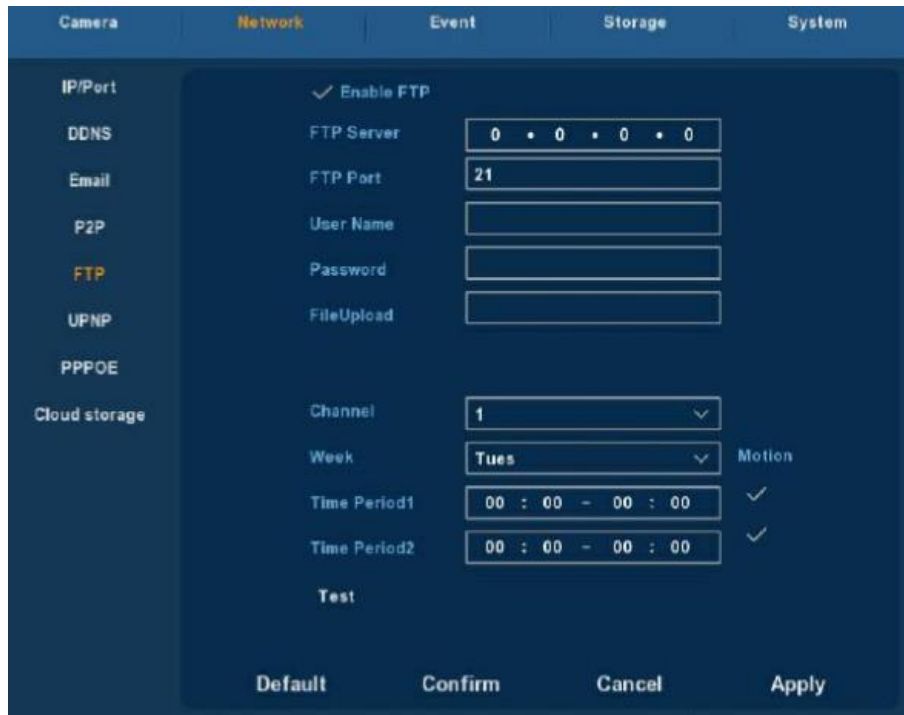 Camera Network Event Storage System
IP/Port
DDNS
Email
P2P
FTP
UPNP
PPPOE
Cloud storage
Enable FTP
FTP Server 0 . 0 . 0 . 0
FTP Port 21
User Name
Password
FileUpload
Channel 1
Week Tues Motion
Time Period1 00 : 00 - 00 : 00
Time Period2 00 : 00 - 00 : 00
Test
Default Confirm Cancel Apply